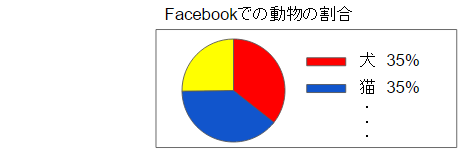 Facebookでの動物の割合
犬 35%
猫 35%
・
・
・